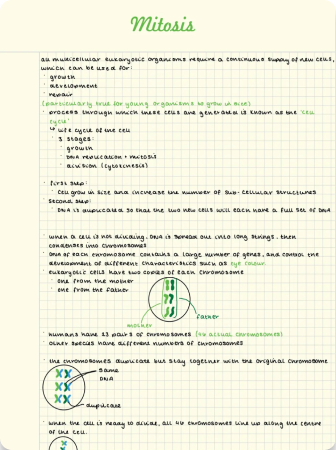 Mitosis
all multicellular eukaryotic organisms require a continuous supply of new cells,
which can be used for:
· growth
· development
· repair
(particularly true for young organisms to grow in size)
· process through which these cells are generated is known as the 'cell
cycle'
↳ life cycle of the cell
· 3 stages:
· growth
· DNA replication + mitosis
· division (cytokinesis)
· first step:
· cell grow in size and increase the number of sub-cellular structures
· second step:
· DNA is duplicated so that the two new cells will each have a full set of DNA
· when a cell is not dividing, DNA is spread out into long strings, then
condenses into chromosomes
· DNA of each chromosome contains a large number of genes, and control the
development of different characteristics such as eye colour
· eukaryotic cells have two copies of each chromosome
· one from the mother
· one from the father
father
mother
· humans have 23 pairs of chromosomes (46 actual chromosomes)
· other species have different numbers of chromosomes
· the chromosomes duplicate but stay together with the original chromosome
same
DNA
duplicate
· when the cell is ready to divide, all 46 chromosomes line up along the centre
of the cell.